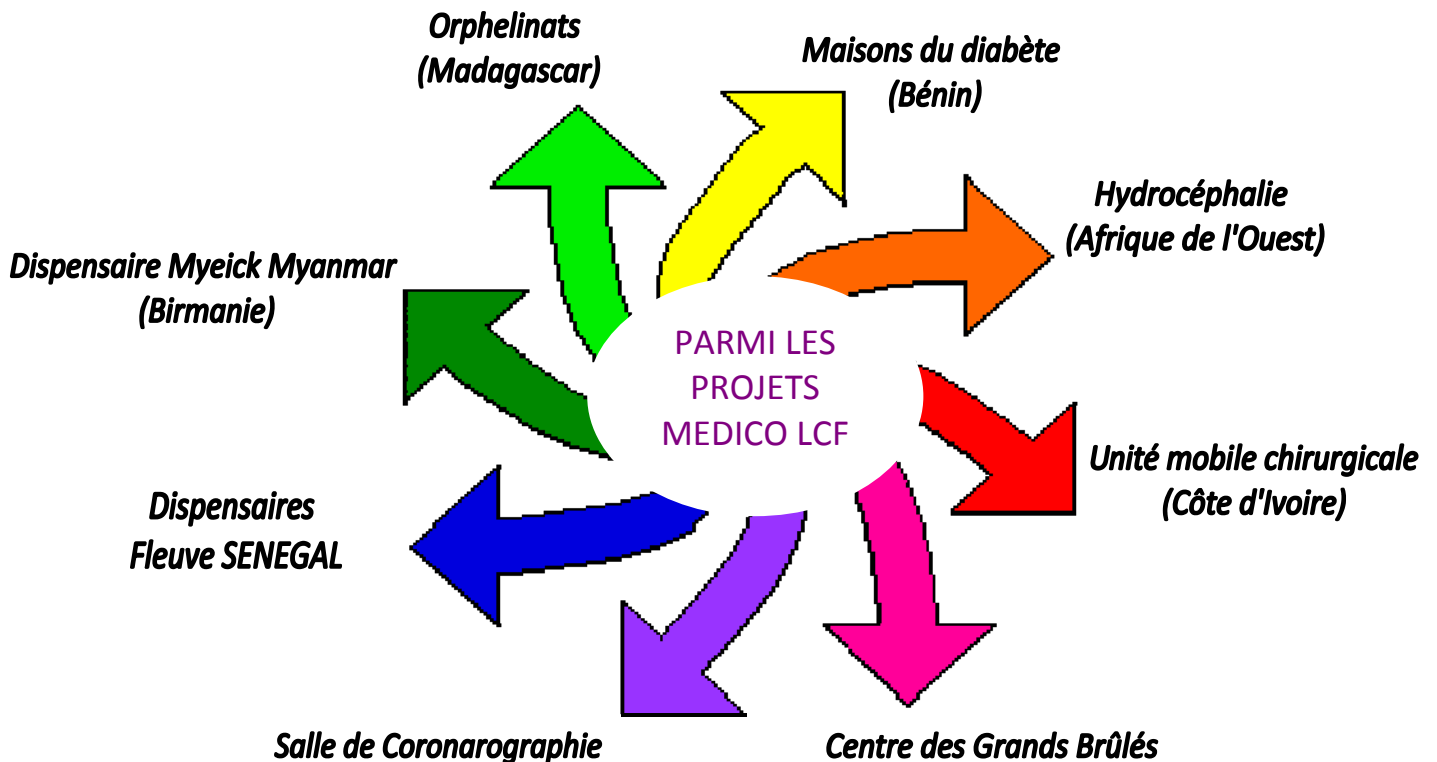 Orphelinats
(Madagascar)
Maisons du diabète
(Bénin)
Hydrocéphalie
(Afrique de l'Ouest)
Dispensaire Myeick Myanmar
(Birmanie)
PARMI LES
PROJETS
MEDICO LCF
Unité mobile chirurgicale
(Côte d'Ivoire)
Dispensaires
Fleuve SENEGAL
Salle de Coronarographie
Centre des Grands Brûlés